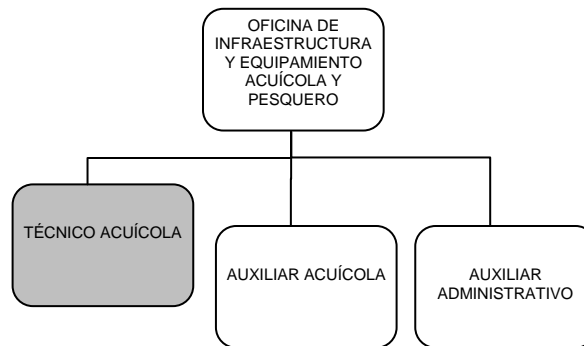 OFICINA DE
INFRAESTRUCTURA
Y EQUIPAMIENTO
ACUÍCOLA Y
PESQUERO
TÉCNICO ACUÍCOLA
AUXILIAR ACUÍCOLA
AUXILIAR
ADMINISTRATIVO